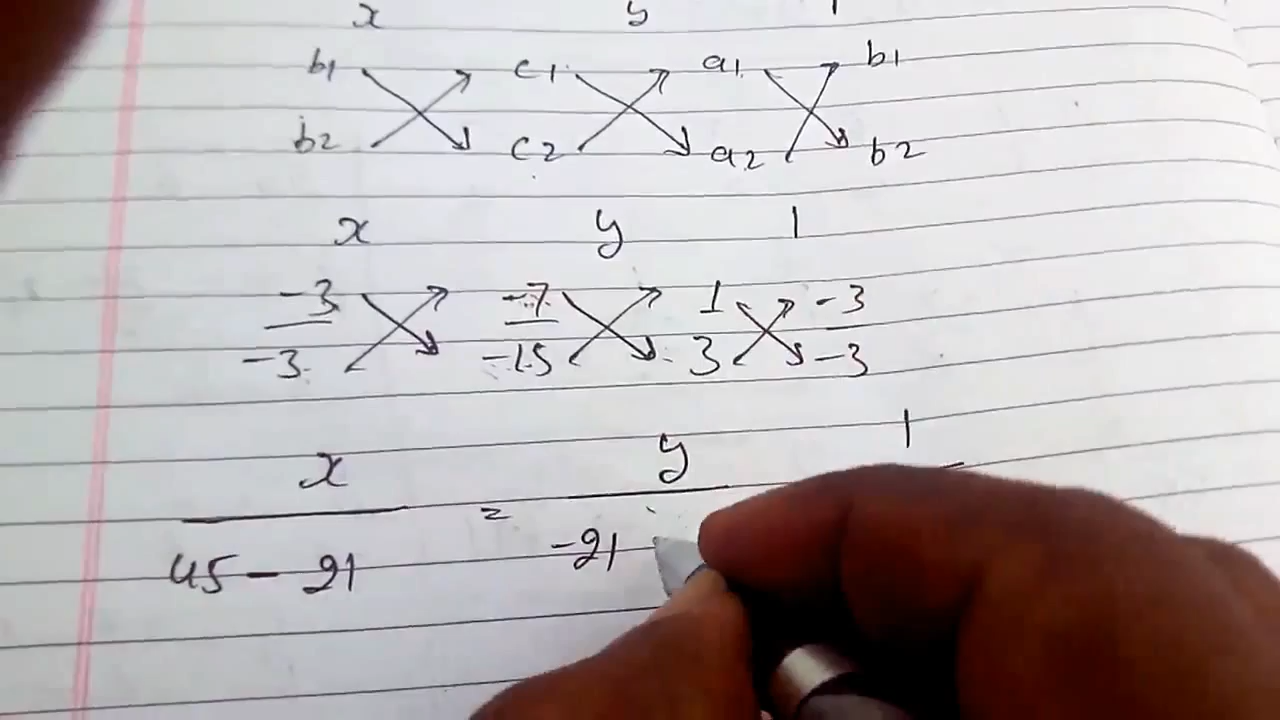 x y 1
b1 c1 a1 b1
b2 c2 a2 b2
x y 1
-3 -7 1 -3
-3 -15 3 -3
x = y 1
45 - 21 -21